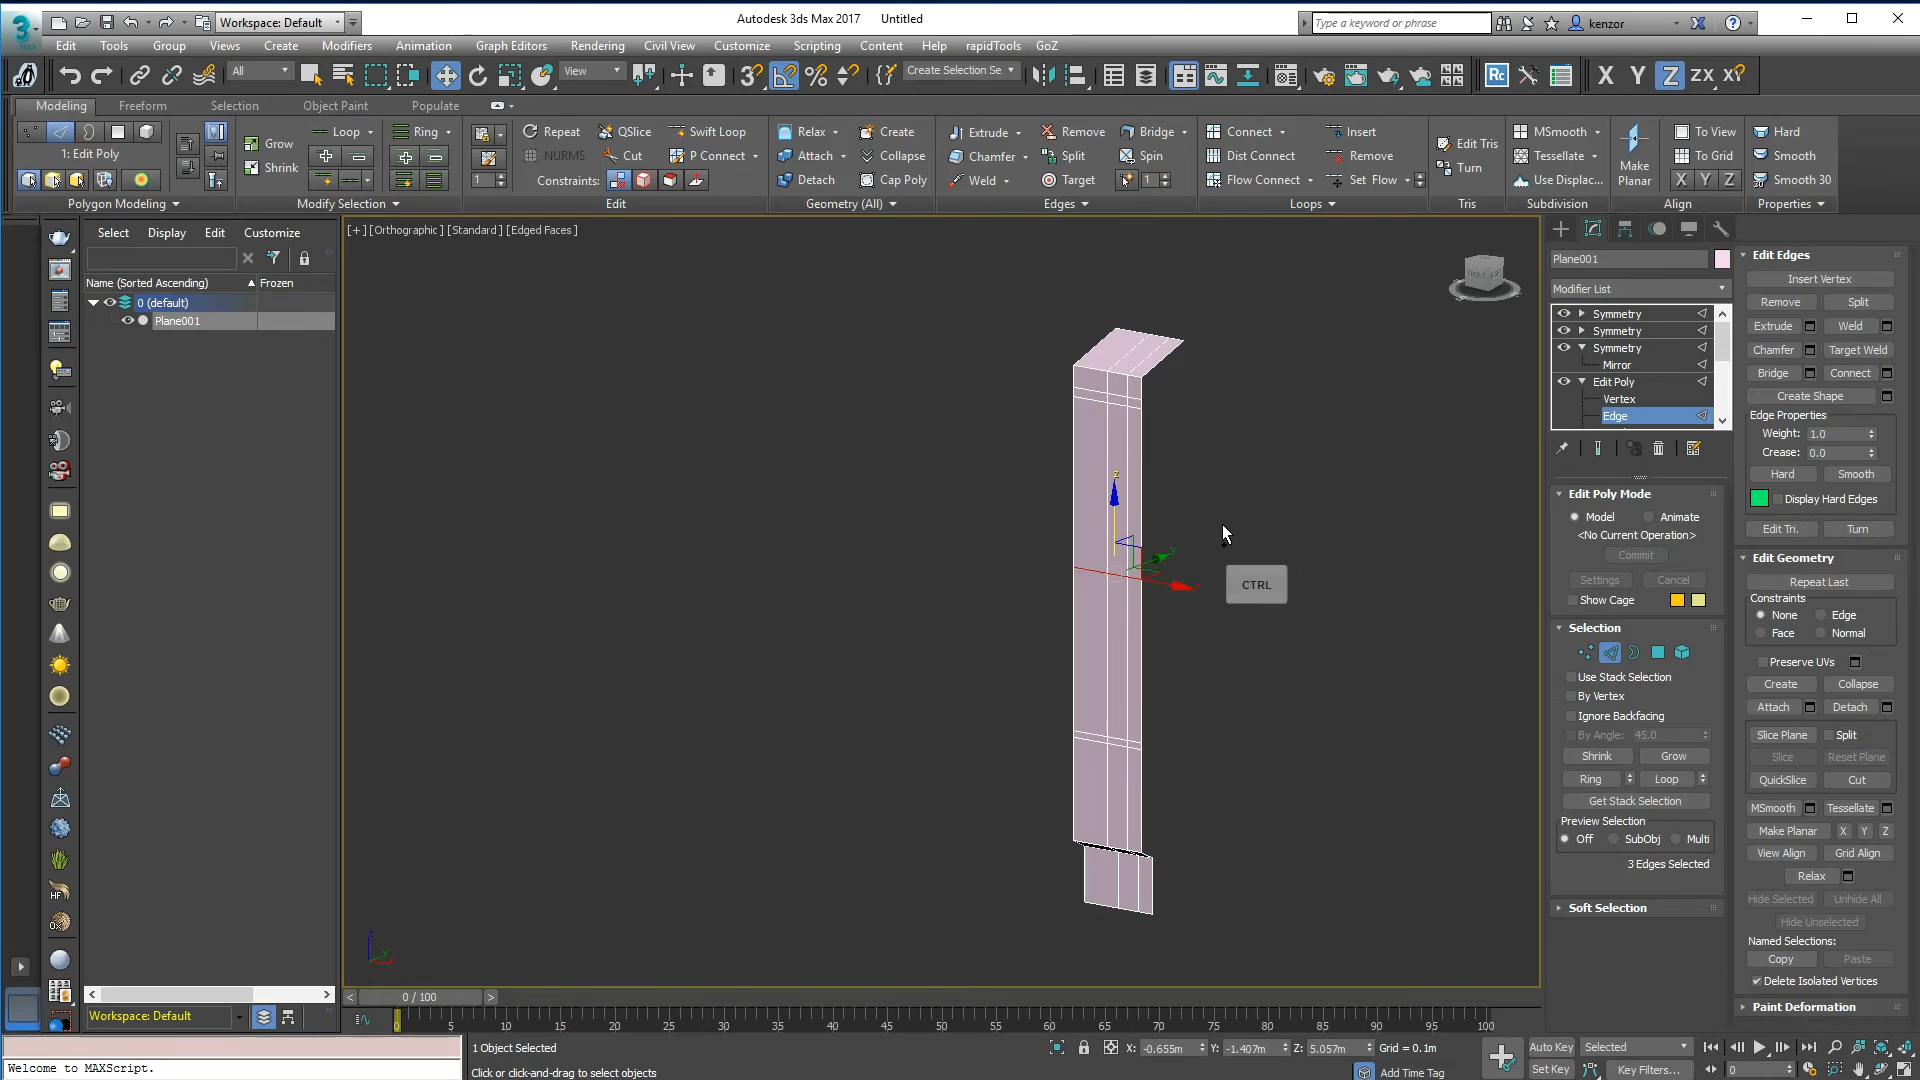 Workspace: Default
Autodesk 3ds Max 2017 Untitled
Type a keyword or phrase
kenzor
Edit Tools Group Views Create Modifiers Animation Graph Editors Rendering Civil View Customize Scripting Content Help rapidTools GoZ
All View Create Selection Se X Y Z ZX XY
Modeling Freeform Selection Object Paint Populate
1: Edit Poly
Polygon Modeling
Grow Shrink Loop Ring
Modify Selection
1
Repeat QSlice Swift Loop
NURMS Cut P Connect
Constraints:
Edit
Relax Create
Attach Collapse
Detach Cap Poly
Geometry (All)
Extrude Remove Bridge
Chamfer Split Spin
Weld Target 1
Edges
Connect Insert
Dist Connect Remove
Flow Connect Set Flow
Loops
Edit Tris
Turn
Tris
MSmooth
Tessellate
Use Displac...
Subdivision
Make Planar
To View
To Grid
X Y Z
Align
Hard
Smooth
Smooth 30
Properties
Select Display Edit Customize
Name (Sorted Ascending) Frozen
0 (default)
Plane001
Workspace: Default
[+] [Orthographic] [Standard] [Edged Faces]
FRONT
CTRL
Plane001
Modifier List
Symmetry
Symmetry
Symmetry
Mirror
Edit Poly
Vertex
Edge
Edit Poly Mode
Model Animate
<No Current Operation>
Commit
Settings Cancel
Show Cage
Selection
Use Stack Selection
By Vertex
Ignore Backfacing
By Angle: 45.0
Shrink Grow
Ring Loop
Get Stack Selection
Preview Selection
Off SubObj Multi
3 Edges Selected
Soft Selection
Edit Edges
Insert Vertex
Remove Split
Extrude Weld
Chamfer Target Weld
Bridge Connect
Create Shape
Edge Properties
Weight: 1.0
Crease: 0.0
Hard Smooth
Display Hard Edges
Edit Tri. Turn
Edit Geometry
Repeat Last
Constraints
None Edge
Face Normal
Preserve UVs
Create Collapse
Attach Detach
Slice Plane Split
Slice Reset Plane
QuickSlice Cut
MSmooth Tessellate
Make Planar X Y Z
View Align Grid Align
Relax
Hide Selected Unhide All
Hide Unselected
Named Selections:
Copy Paste
Delete Isolated Vertices
Paint Deformation
0 / 100
0 5 10 15 20 25 30 35 40 45 50 55 60 65 70 75 80 85 90 95 100
Welcome to MAXScript.
1 Object Selected
Click or click-and-drag to select objects
X: -0.655m Y: -1.407m Z: 5.057m Grid = 0.1m
Add Time Tag
Auto Key Selected
Set Key Key Filters...
0